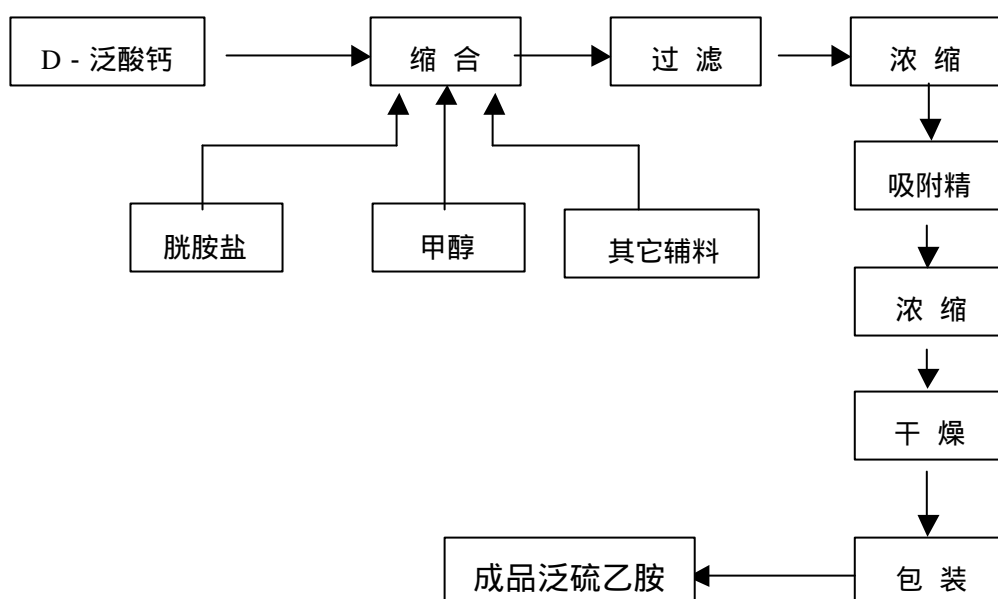 D - 泛酸钙
缩 合
过 滤
浓 缩
胱胺盐
甲醇
其它辅料
吸附精
浓 缩
干 燥
包 装
成品泛硫乙胺